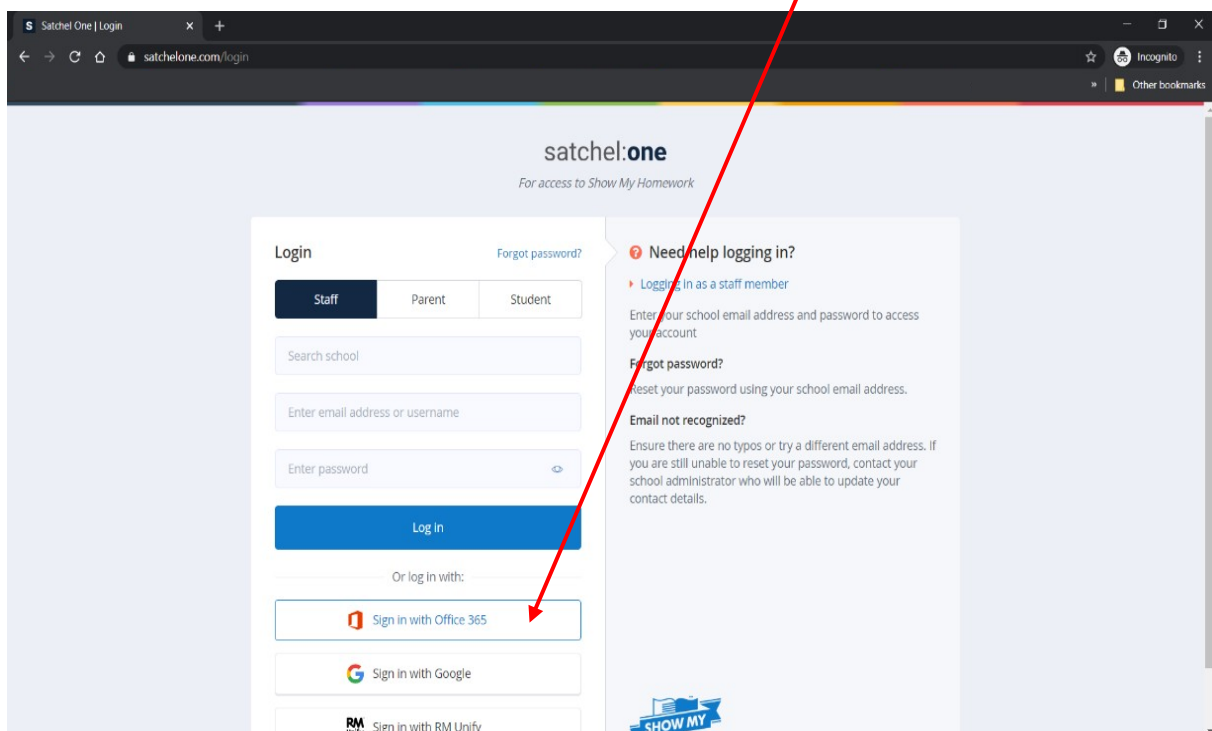 S Satchel One | Login
satchelone.com/login
Incognito
» Other bookmarks
satchel:one
For access to Show My Homework
Login
Forgot password?
Staff
Parent
Student
Search school
Enter email address or username
Enter password
Log in
Or log in with:
Sign in with Office 365
Sign in with Google
RM Sign in with RM Unify
Need help logging in?
Logging in as a staff member
Enter your school email address and password to access
your account
Forgot password?
Reset your password using your school email address.
Email not recognized?
Ensure there are no typos or try a different email address. If
you are still unable to reset your password, contact your
school administrator who will be able to update your
contact details.
SHOW MY